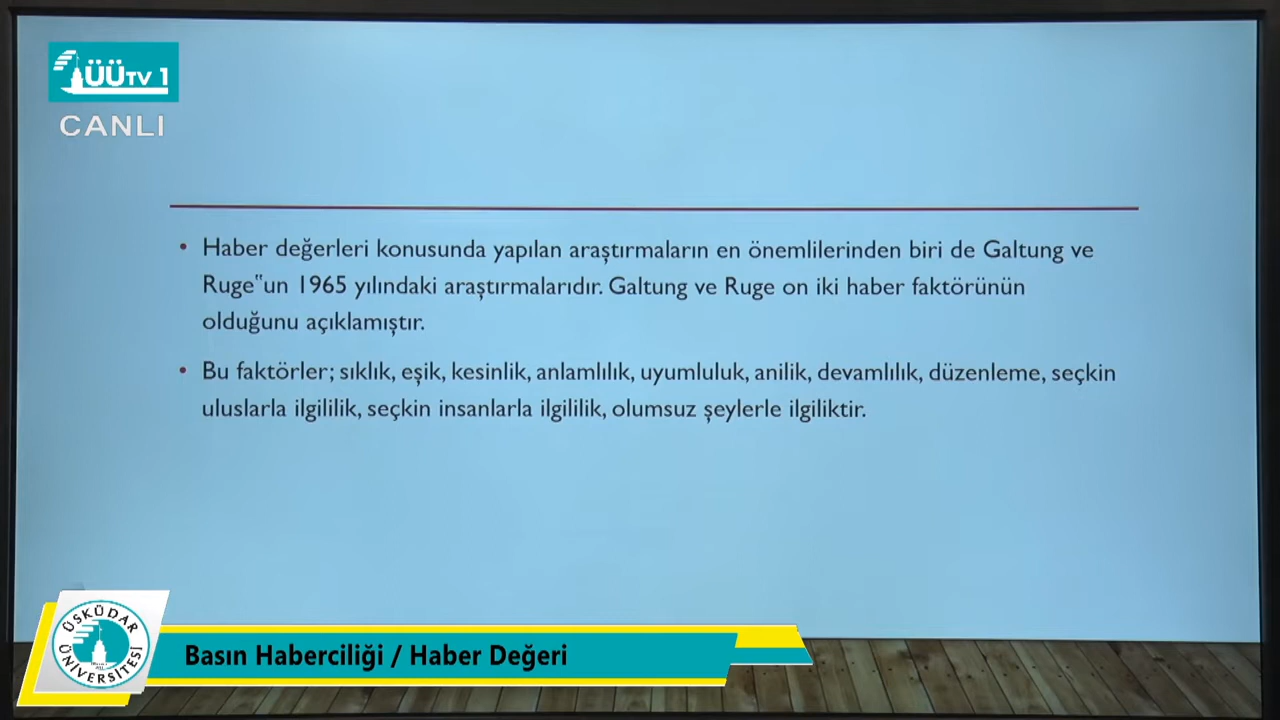 ÜÜTV 1
CANLI
• Haber değerleri konusunda yapılan araştırmaların en önemlilerinden biri de Galtung ve
Ruge‟un 1965 yılındaki araştırmalarıdır. Galtung ve Ruge on iki haber faktörünün
olduğunu açıklamıştır.
• Bu faktörler; sıklık, eşik, kesinlik, anlamlılık, uyumluluk, anilik, devamlılık, düzenleme, seçkin
uluslarla ilgililik, seçkin insanlarla ilgililik, olumsuz şeylerle ilgiliktir.
ÜSKÜDAR
ÜNİVERSİTESİ
Basın Haberciliği / Haber Değeri